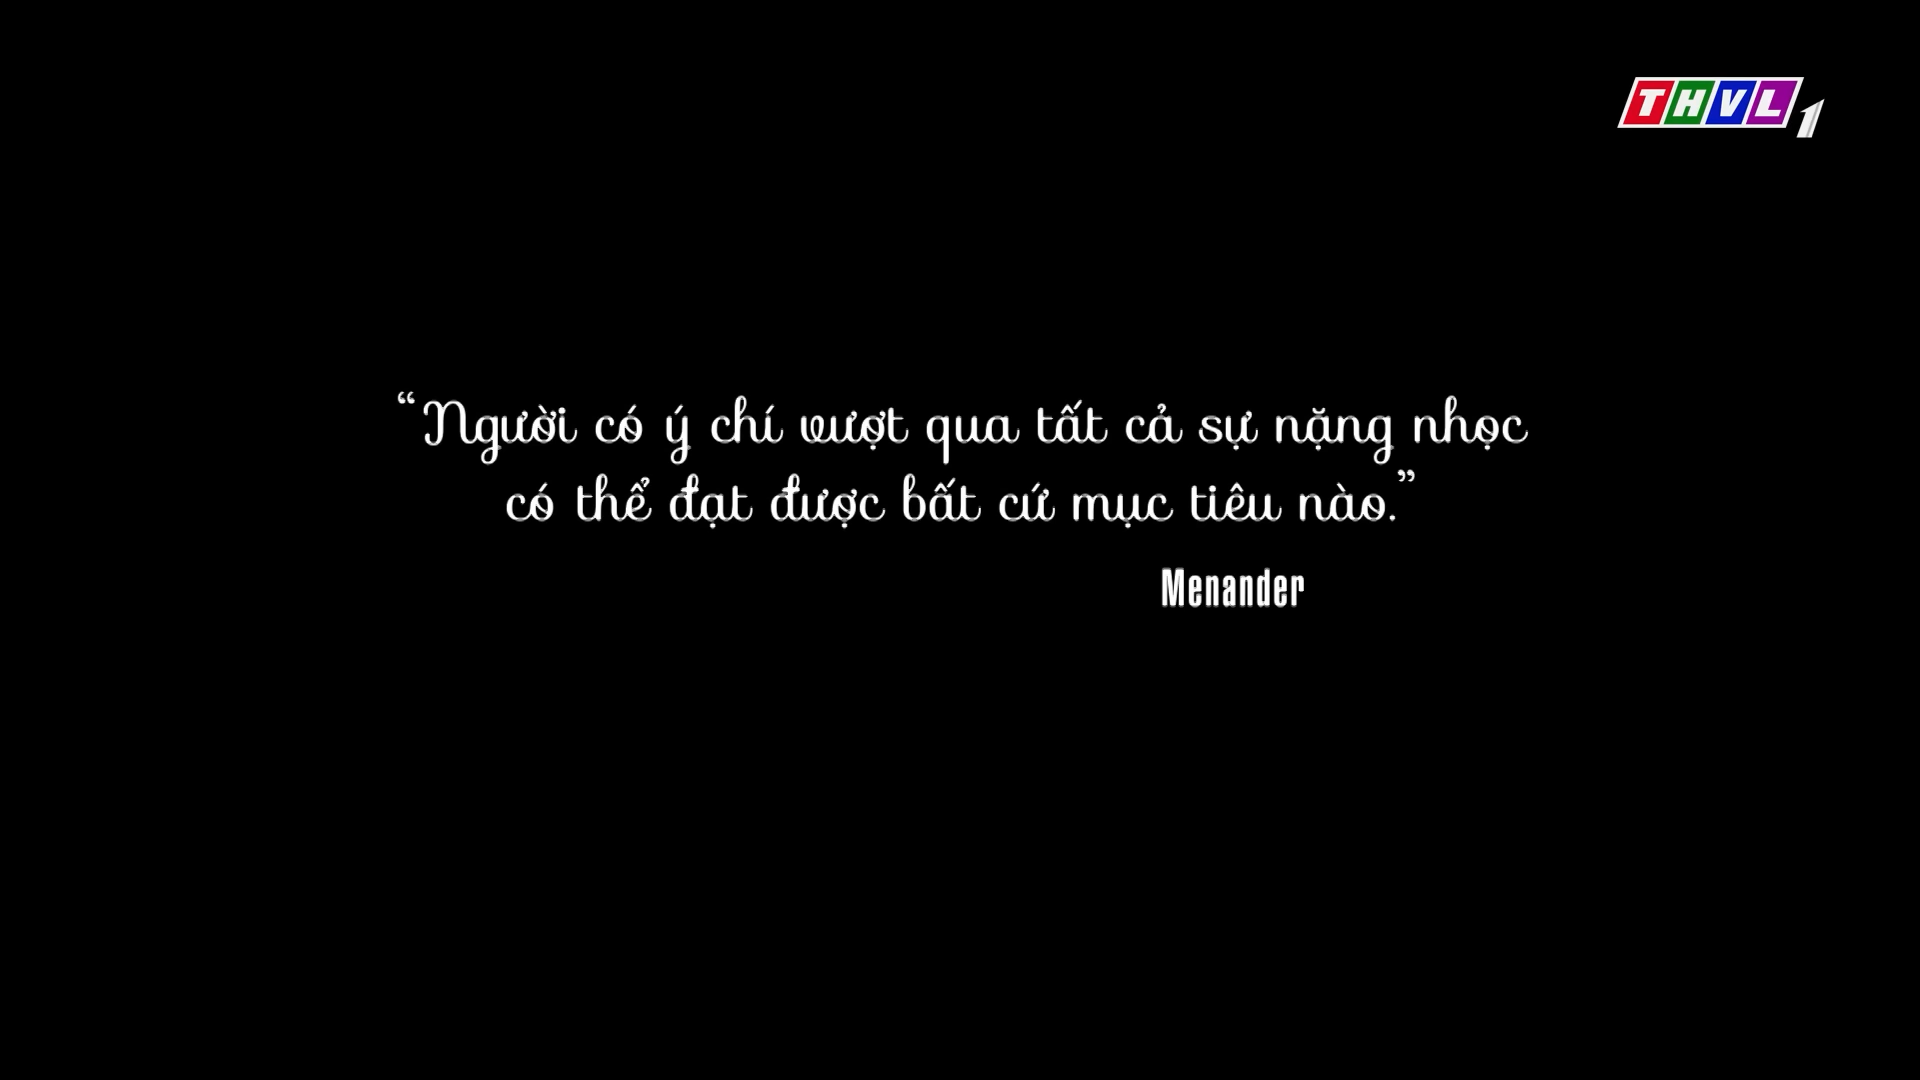 THVL1
“Người có ý chí vượt qua tất cả sự nặng nhọc
có thể đạt được bất cứ mục tiêu nào.”
Menander